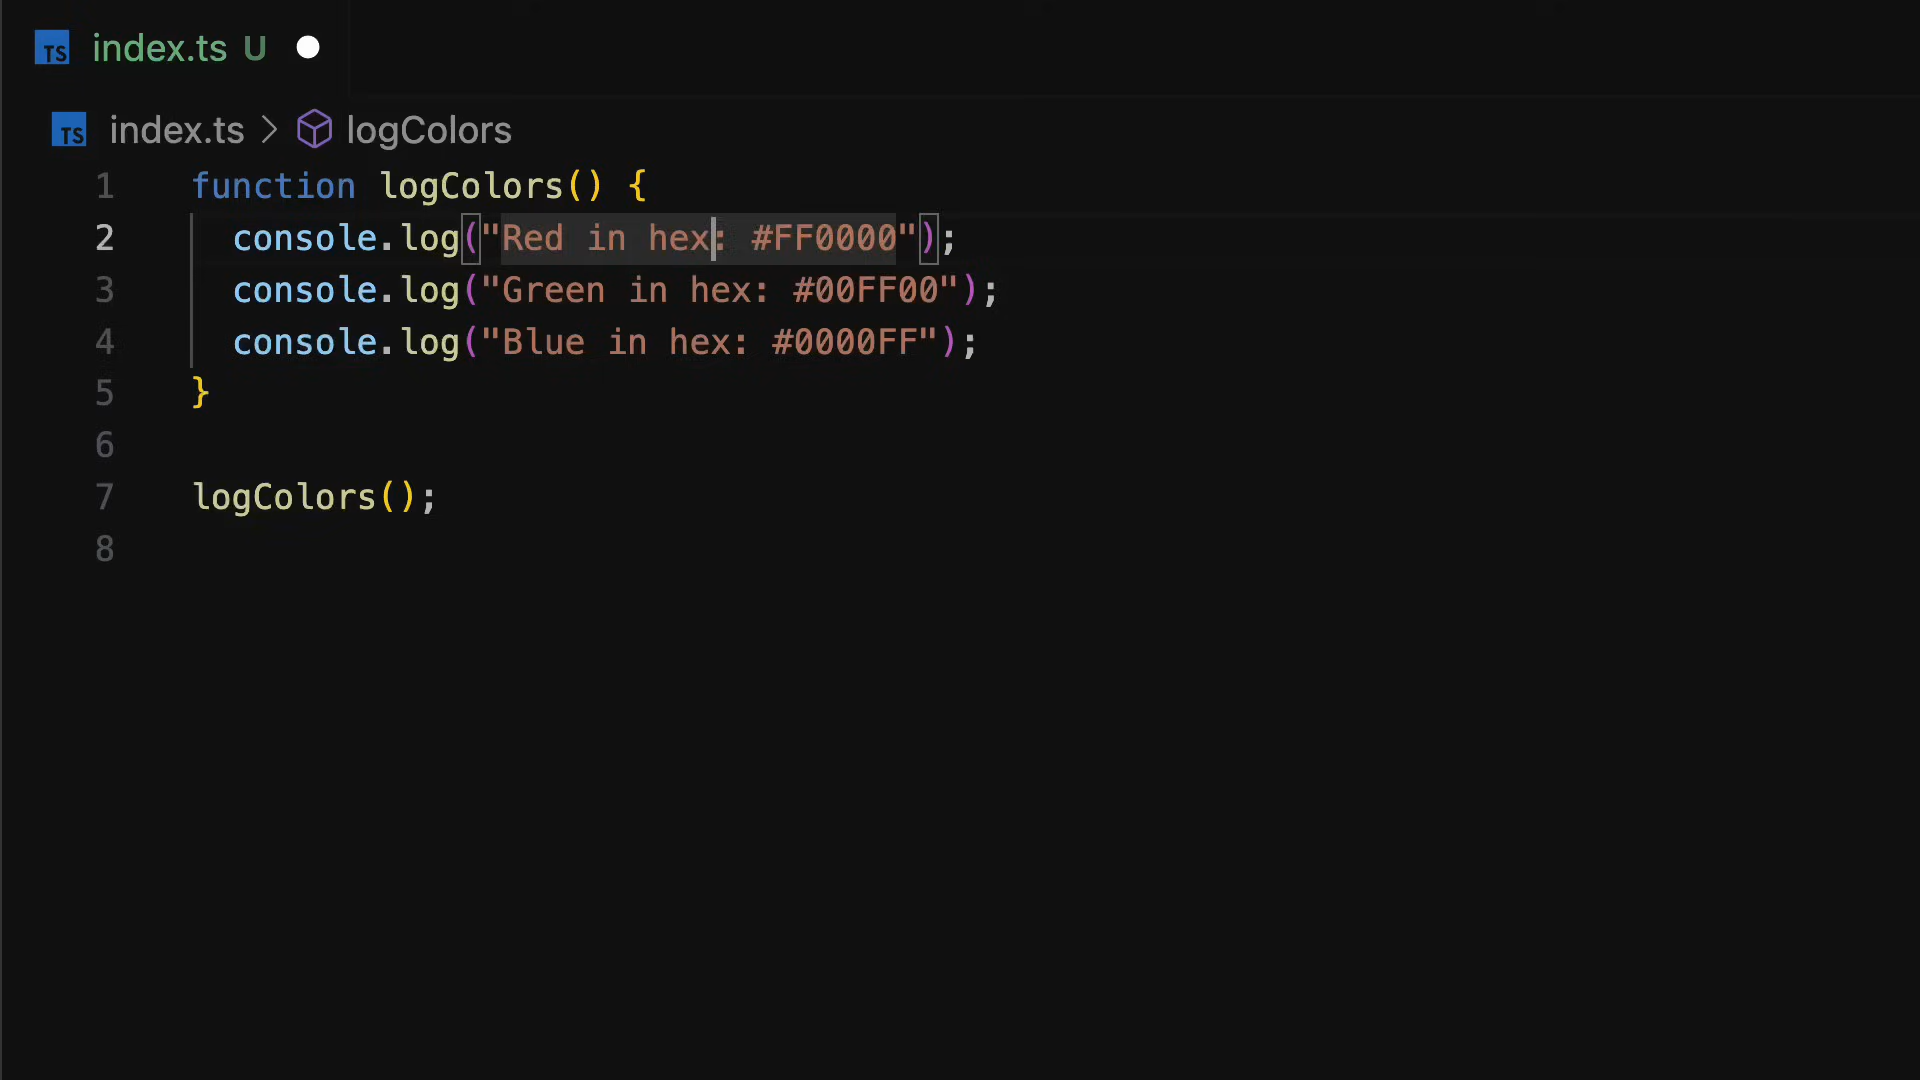 TS index.ts U
TS index.ts > logColors
1 function logColors() {
2 console.log("Red in hex: #FF0000");
3 console.log("Green in hex: #00FF00");
4 console.log("Blue in hex: #0000FF");
5 }
6
7 logColors();
8